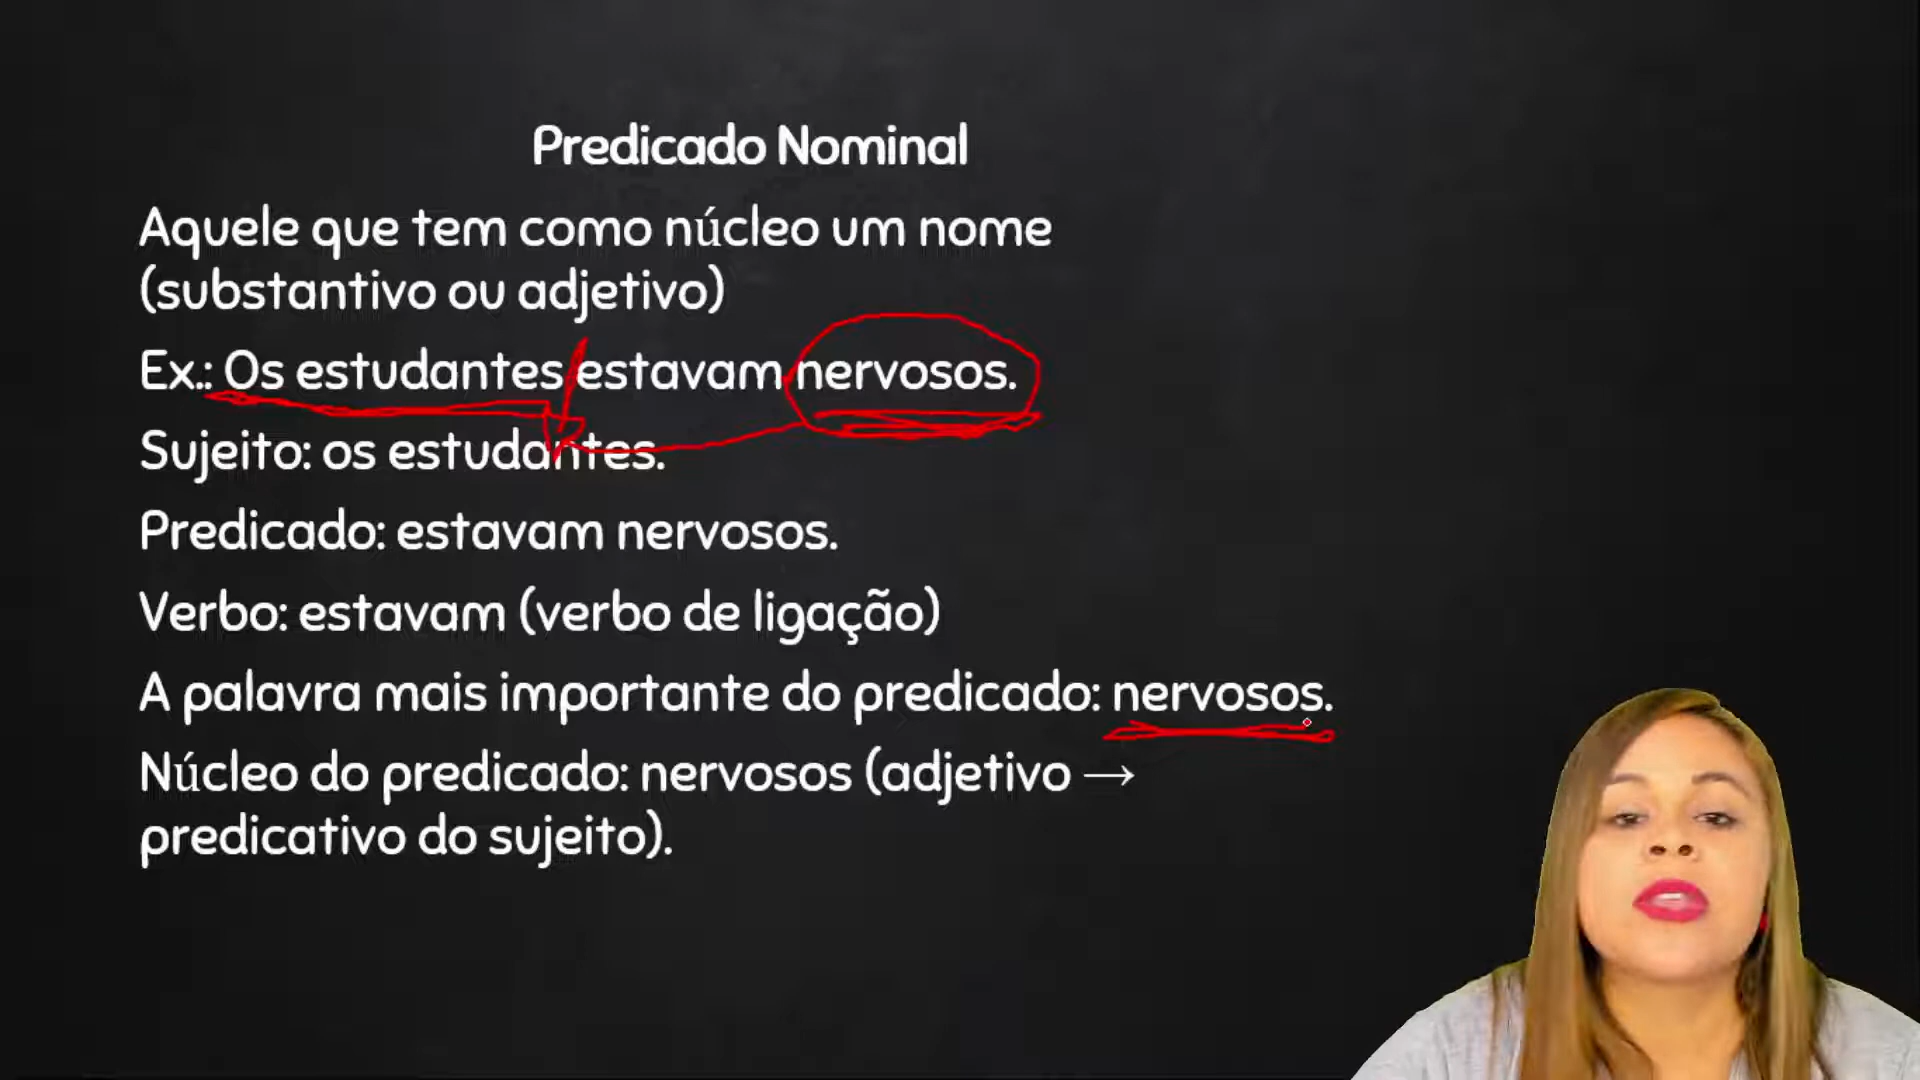 Predicado Nominal
Aquele que tem como núcleo um nome
(substantivo ou adjetivo)
Ex.: Os estudantes estavam nervosos.
Sujeito: os estudantes.
Predicado: estavam nervosos.
Verbo: estavam (verbo de ligação)
A palavra mais importante do predicado: nervosos.
Núcleo do predicado: nervosos (adjetivo →
predicativo do sujeito).